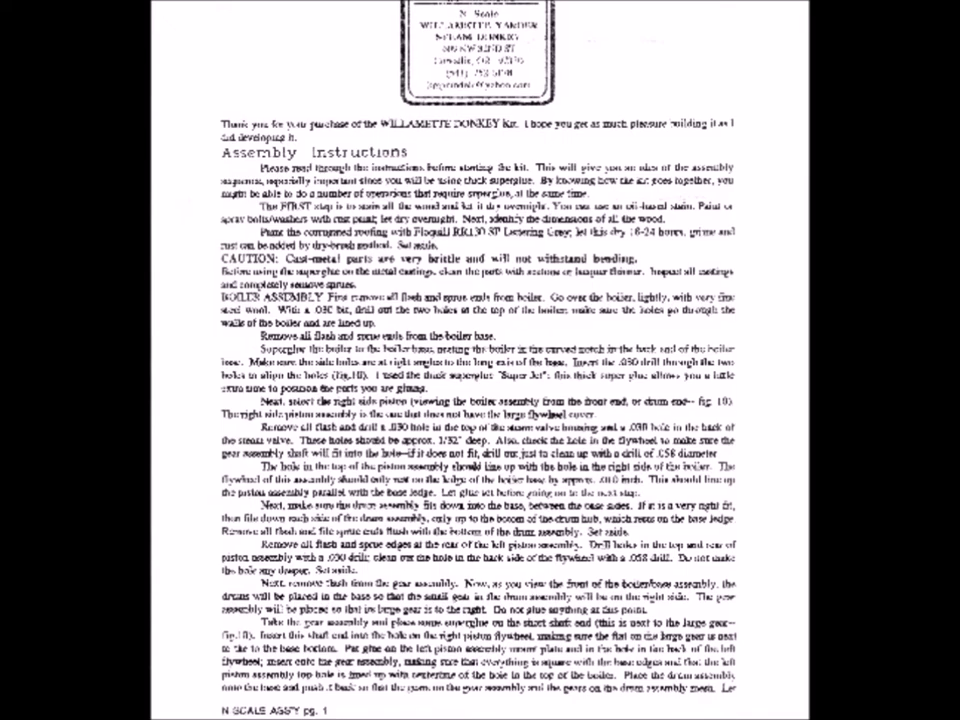 N Scale
WILLAMETTE YARDER
STEAM DONKEY
Thank you for your purchase of the WILLAMETTE DONKEY Kit. I hope you get as much pleasure building it as I
did developing it.
Assembly Instructions
Please read through the instructions before starting the kit. This will give you an idea of the assembly
sequence, especially important since you will be using thick superglue. By knowing how the kit goes together, you
might be able to do a number of operations that require superglue, at the same time.
The FIRST step is to stain all the wood and let it dry overnight. You can use an oil-based stain. Paint or
spray bolts/washers with rust paint; let dry overnight. Next, identify the dimensions of all the wood.
Paint the corrugated roofing with Floquil RR130 ST Lettering Grey; let this dry 18-24 hours, grime and
rust can be added by dry-brush method. Set aside.
CAUTION: Cast-metal parts are very brittle and will not withstand bending.
Before using the superglue on the metal castings, clean the parts with acetone or lacquer thinner. Inspect all castings
and completely remove sprues.
BOILER ASSEMBLY First remove all flash and sprue ends from boiler. Go over the boiler, lightly, with very fine
steel wool. With a .030 bit, drill out the two holes at the top of the boiler; make sure the holes go through the
walls of the boiler and are lined up.
Remove all flash and sprue ends from the boiler base.
Superglue the boiler to the boiler base, nesting the boiler in the curved notch in the back end of the boiler
base. Make sure the side holes are at right angles to the long axis of the base. Insert the .030 drill through the two
holes to align the holes (fig.10). I used the thick superglue "Super Jet"; this thick super glue allows you a little
extra time to position the parts you are gluing.
Next, select the right side piston (viewing the boiler assembly from the front end, or drum end-- fig. 10).
The right side piston assembly is the one that does not have the large flywheel cover.
Remove all flash and drill a .030 hole in the top of the steam valve housing and a .030 hole in the back of
the steam valve. These holes should be approx. 1/32" deep. Also, check the hole in the flywheel to make sure the
gear assembly shaft will fit into the hole--if it does not fit, drill out just to clean up with a drill of .058 diameter
The hole in the top of the piston assembly should line up with the hole in the right side of the boiler. The
flywheel of this assembly should only rest on the ledge of the boiler base by approx. inch. This should line up
the piston assembly parallel with the base ledge. Let glue set before going on to the next step.
Next, make sure the drum assembly fits down into the base, between the base sides. If it is a very tight fit,
then file down each side of the drum assembly, only up to the bottom of the drum hub, which rests on the base ledge.
Remove all flash and file sprue ends flush with the bottom of the drum assembly. Set aside.
Remove all flash and sprue edges at the rear of the left piston assembly. Drill holes in the top and rear of
piston assembly with a .030 drill; clean out the hole in the back side of the flywheel with a .058 drill. Do not make
the hole any deeper. Set aside.
Next, remove flash from the gear assembly. Now, as you view the front of the boiler/base assembly, the
drums will be placed in the base so that the small gear in the drum assembly will be on the right side. The gear
assembly will be placed so that its large gear is to the right. Do not glue anything at this point.
Take the gear assembly and place some superglue on the short shaft end (this is next to the large gear--
fig.10). Insert this shaft end into the hole on the right piston flywheel, making sure the flat on the large gear is next
to the to the base bottom. Put glue on the left piston assembly mount plate and in the hole in the back of the left
flywheel; insert onto the gear assembly, making sure that everything is square with the base edges and that the left
piston assembly top hole is lined up with centerline of the hole in the top of the boiler. Place the drum assembly
onto the base and push it back so that the gears on the gear assembly and the gears on the drum assembly mesh. Let
N SCALE ASS'Y pg. 1